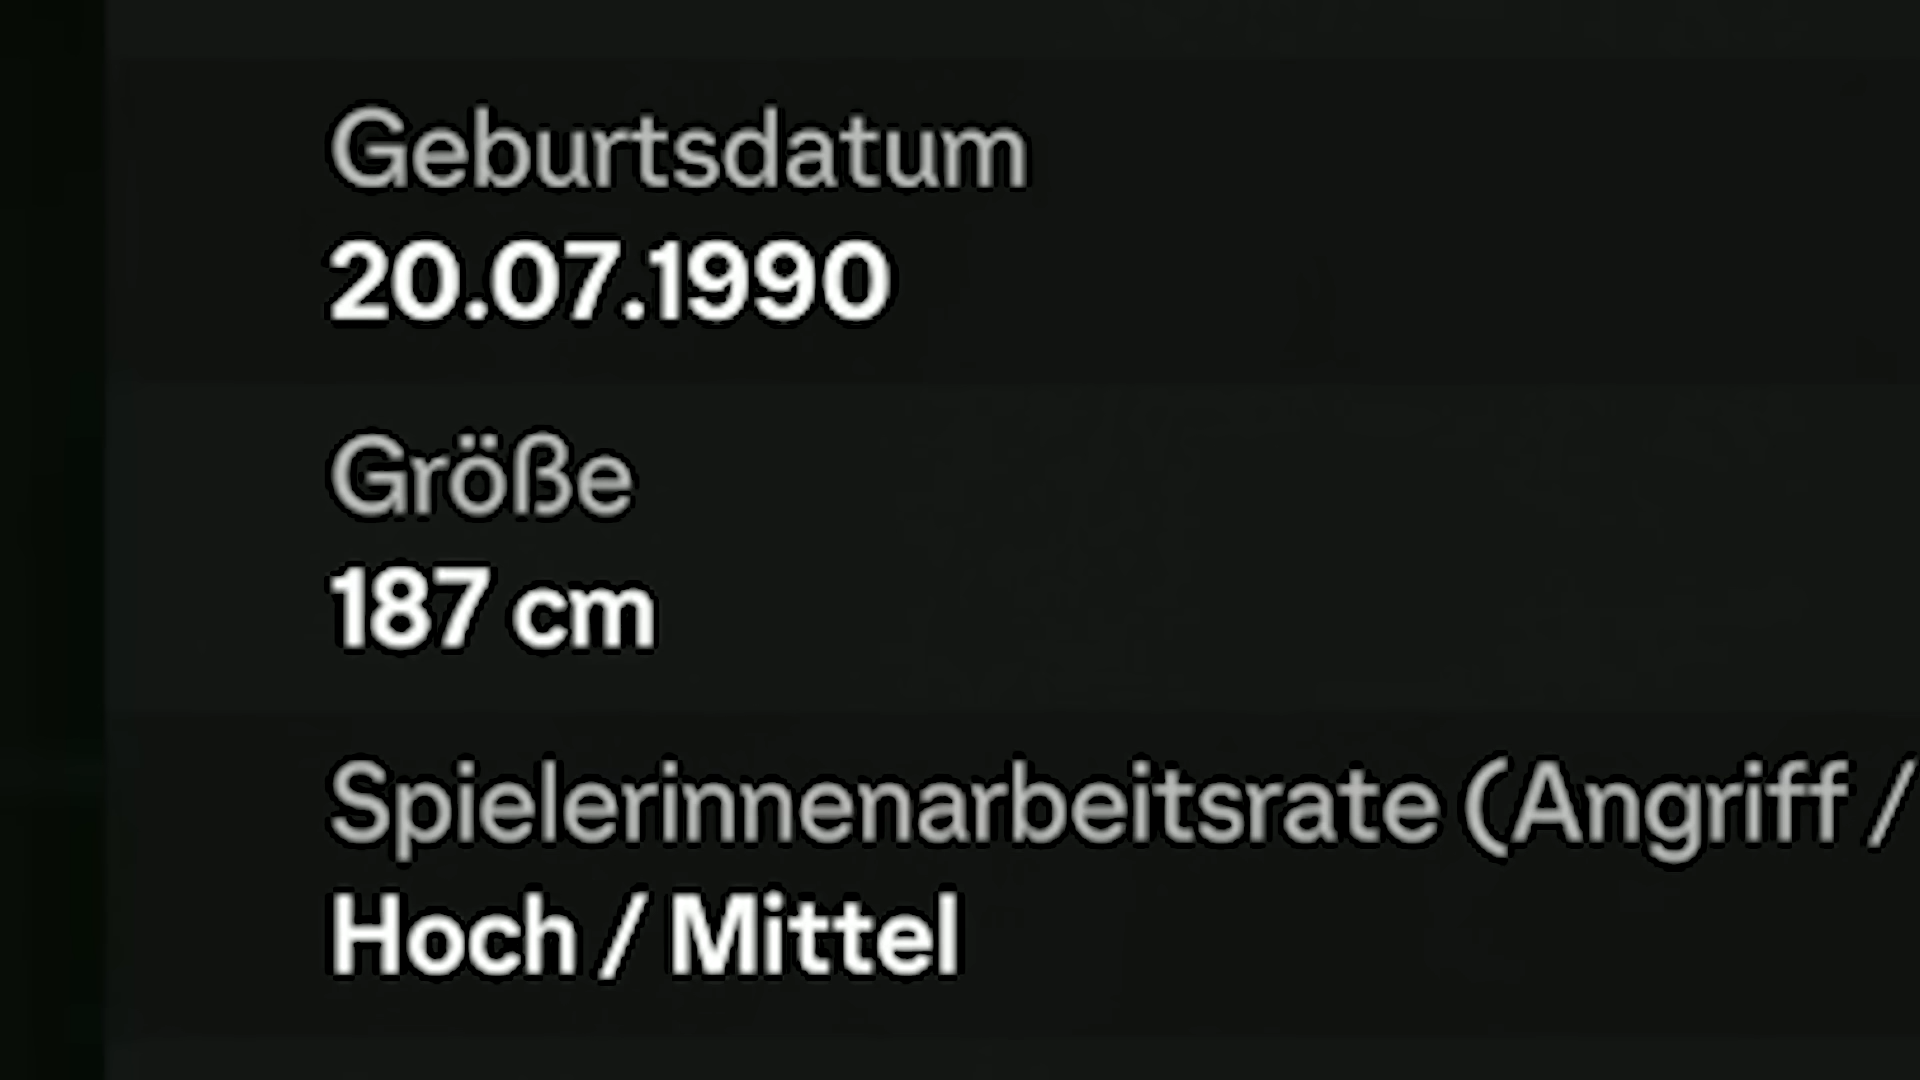 Geburtsdatum
20.07.1990
Größe
187 cm
Spielerinnenarbeitsrate (Angriff /
Hoch / Mittel